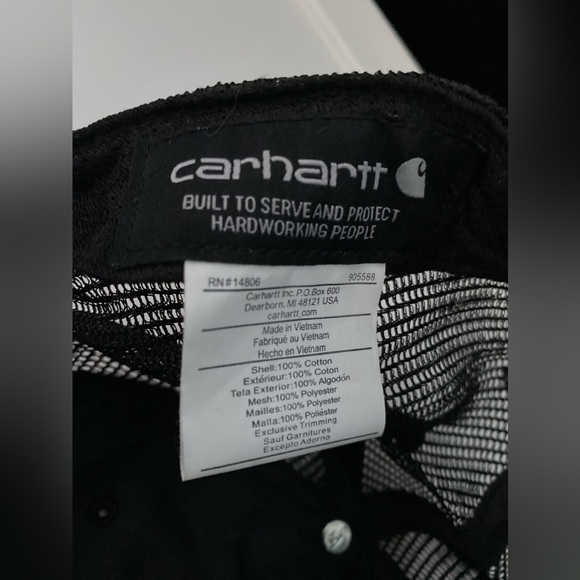 carhartt
BUILT TO SERVE AND PROTECT
HARDWORKING PEOPLE
RN#14806 905588
Carhartt Inc. P.O.Box 600
Dearborn, MI 48121 USA
carhartt.com
Made in Vietnam
Fabriqué au Vietnam
Hecho en Vietnam
Shell:100% Cotton
Extérieur:100% Coton
Tela Exterior:100% Algodón
Mesh:100% Polyester
Mailles:100% Polyester
Malla:100% Poliéster
Exclusive Trimming
Sauf Garnitures
Excepto Adorno